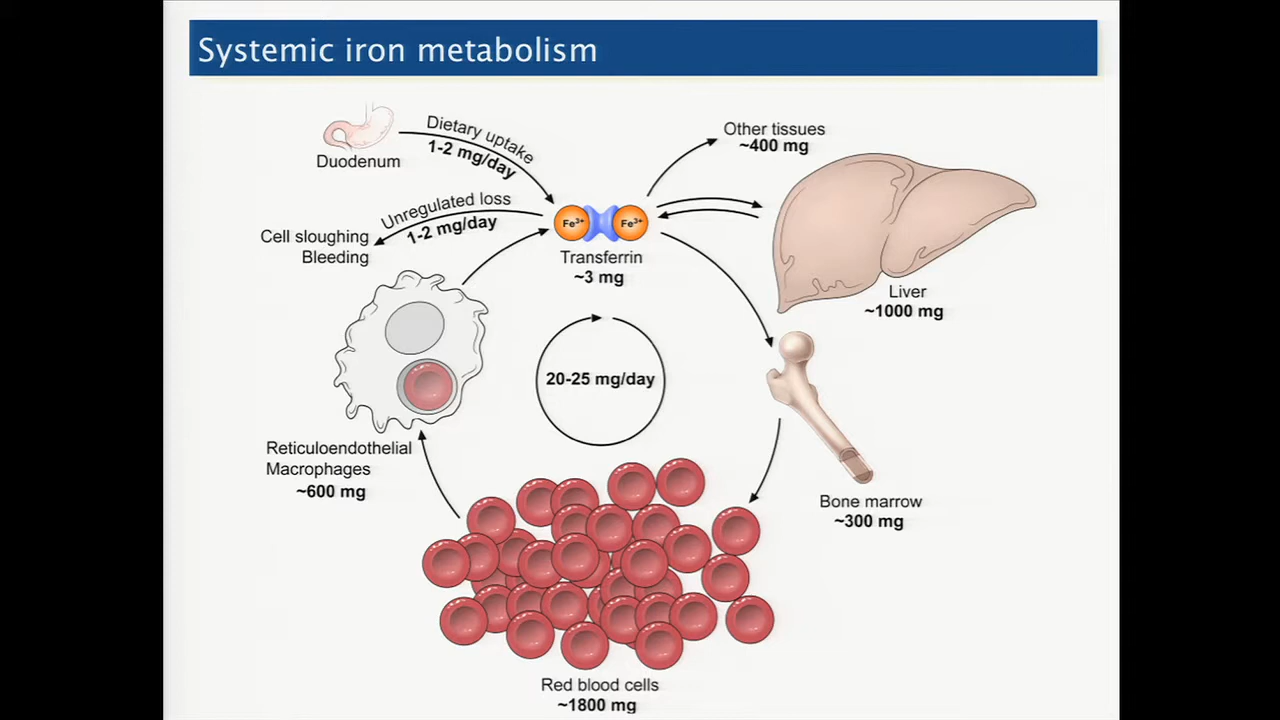 Systemic iron metabolism
Dietary uptake
1-2 mg/day
Duodenum
Other tissues
~400 mg
Unregulated loss
1-2 mg/day
Cell sloughing
Bleeding
Fe3+
Fe3+
Transferrin
~3 mg
Liver
~1000 mg
20-25 mg/day
Reticuloendothelial
Macrophages
~600 mg
Bone marrow
~300 mg
Red blood cells
~1800 mg